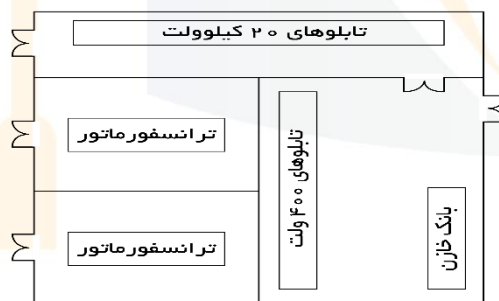 تابلوهای ۲۰ کیلوولت
ترانسفورماتور
تابلوهای ۴۰۰ ولت
بانک خازن
ترانسفورماتور